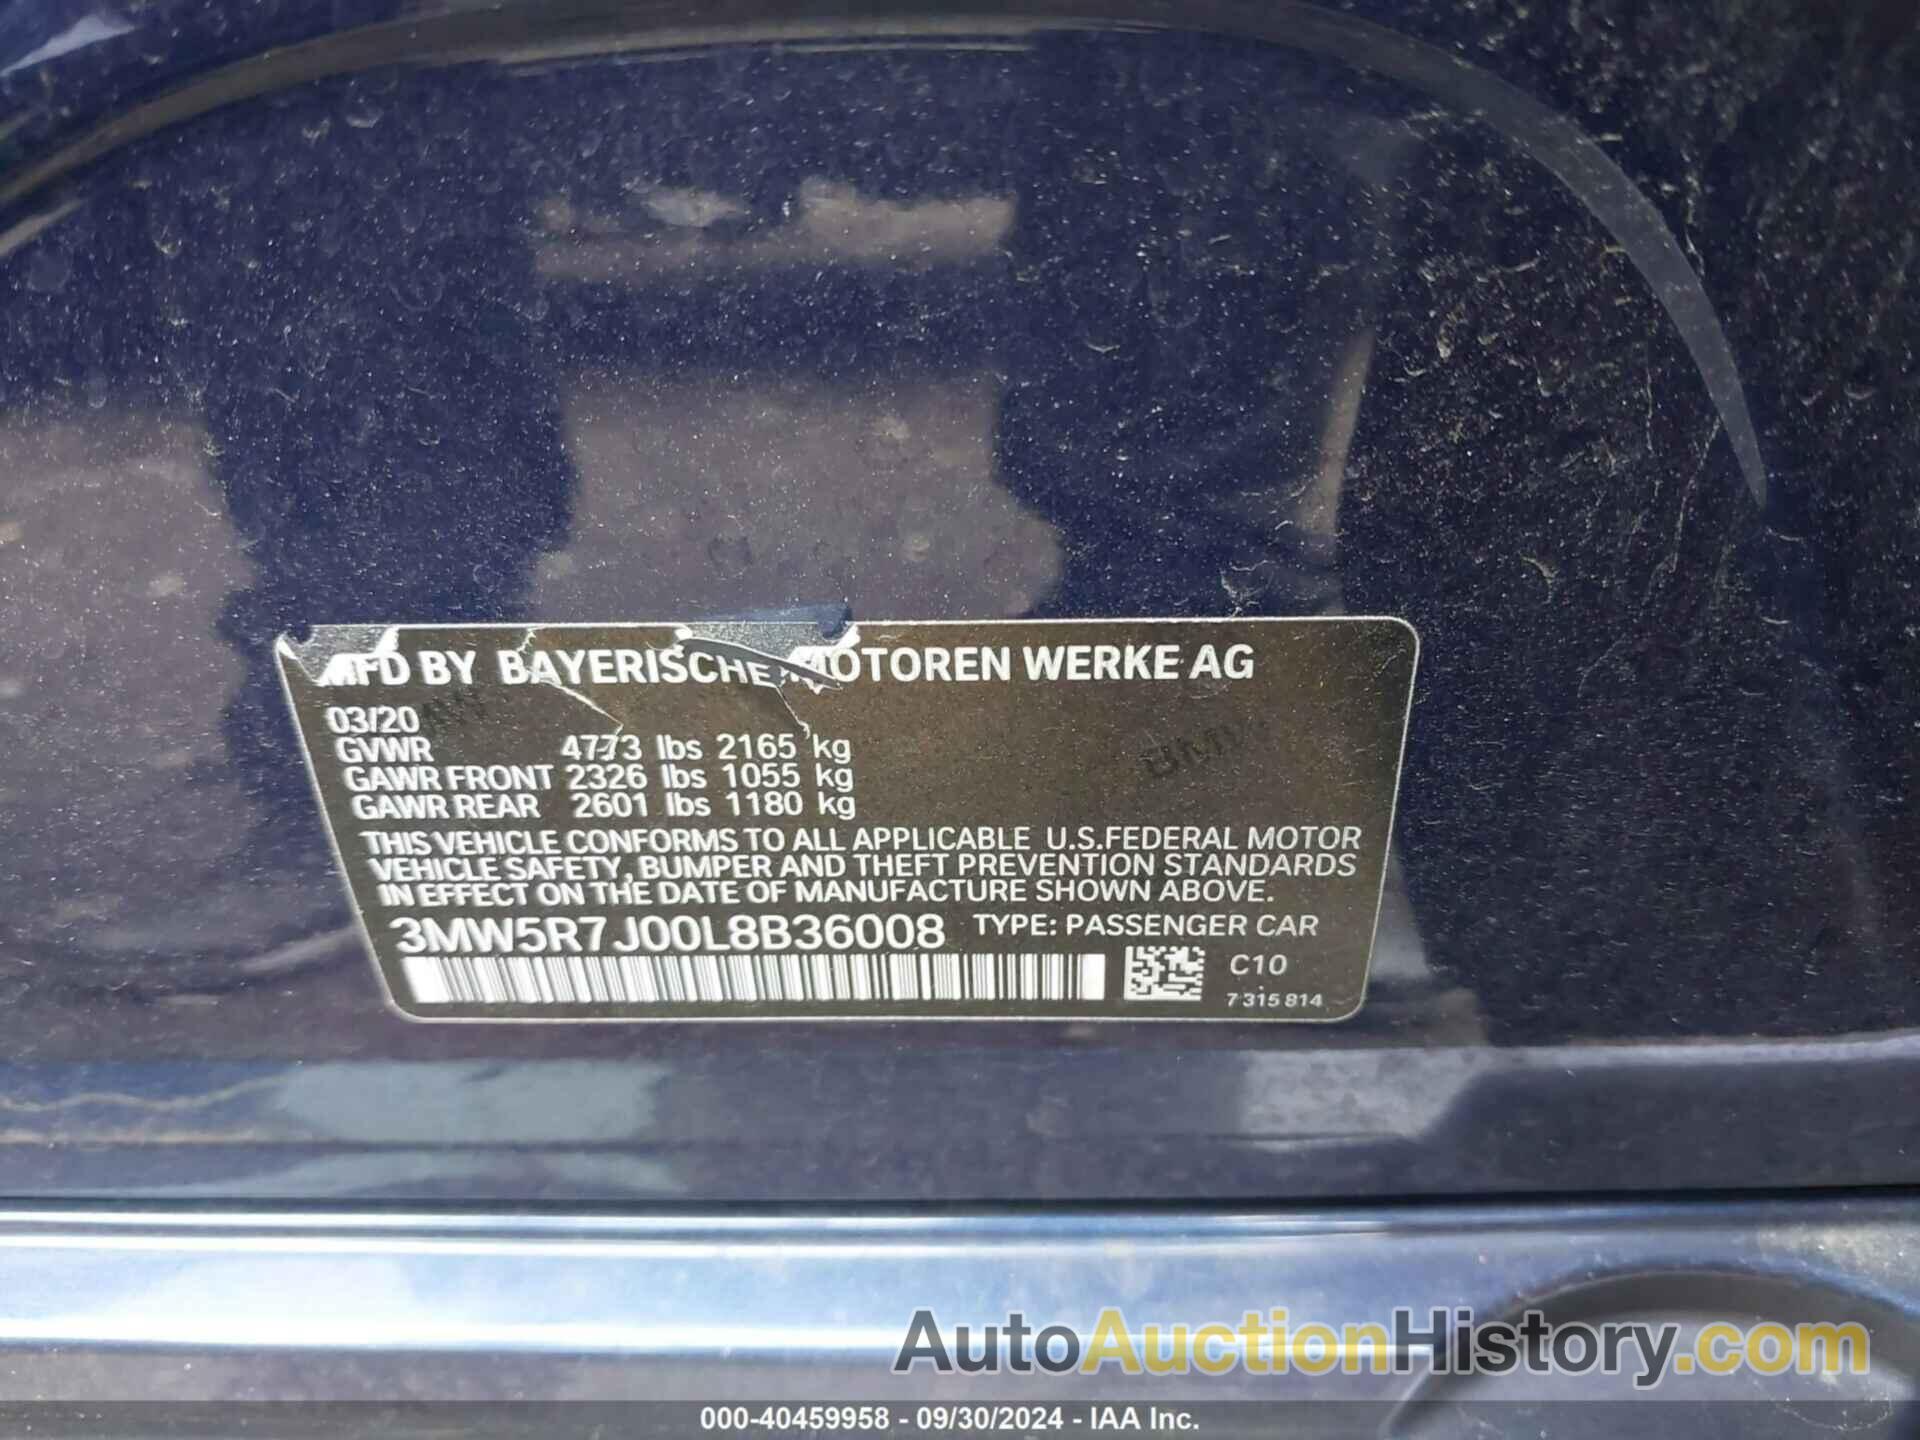 MFD BY BAYERISCHE MOTOREN WERKE AG
03/20
GVWR 4773 lbs 2165 kg
GAWR FRONT 2326 lbs 1055 kg
GAWR REAR 2601 lbs 1180 kg
THIS VEHICLE CONFORMS TO ALL APPLICABLE U.S.FEDERAL MOTOR
VEHICLE SAFETY, BUMPER AND THEFT PREVENTION STANDARDS
IN EFFECT ON THE DATE OF MANUFACTURE SHOWN ABOVE.
3MW5R7J00L8B36008 TYPE: PASSENGER CAR
C10
7 315 814
AutoAuctionHistory.com
000-40459958 - 09/30/2024 - IAA Inc.